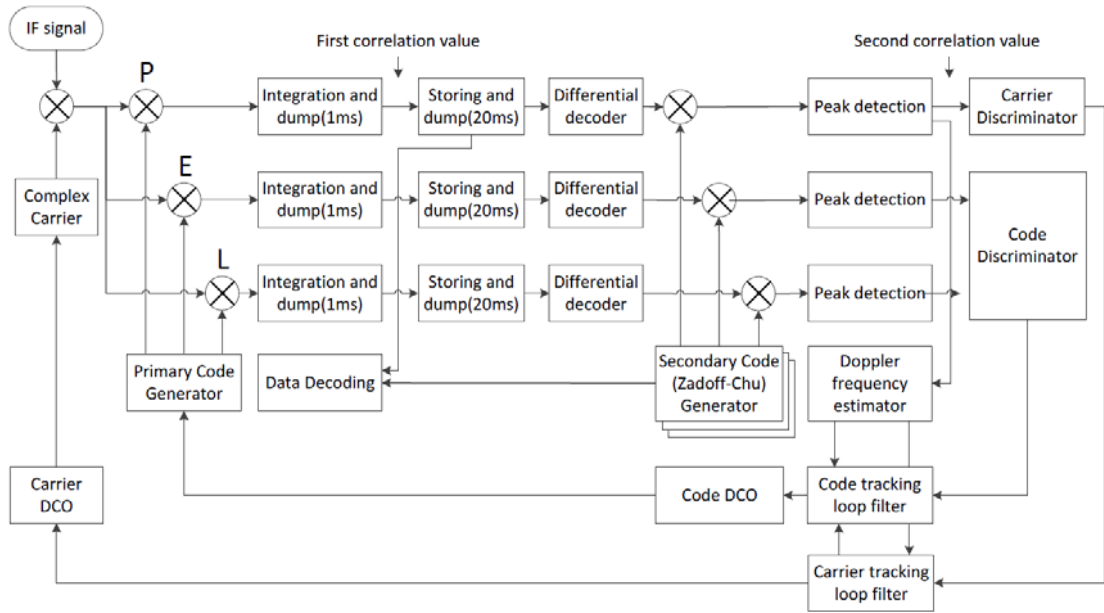 IF signal
First correlation value
Second correlation value
P
Integration and
dump(1ms)
Storing and
dump(20ms)
Differential
decoder
Peak detection
Carrier
Discriminator
E
Complex
Carrier
Integration and
dump(1ms)
Storing and
dump(20ms)
Differential
decoder
Peak detection
Code
Discriminator
L
Integration and
dump(1ms)
Storing and
dump(20ms)
Differential
decoder
Peak detection
Primary Code
Generator
Data Decoding
Secondary Code
(Zadoff-Chu)
Generator
Doppler
frequency
estimator
Carrier
DCO
Code DCO
Code tracking
loop filter
Carrier tracking
loop filter